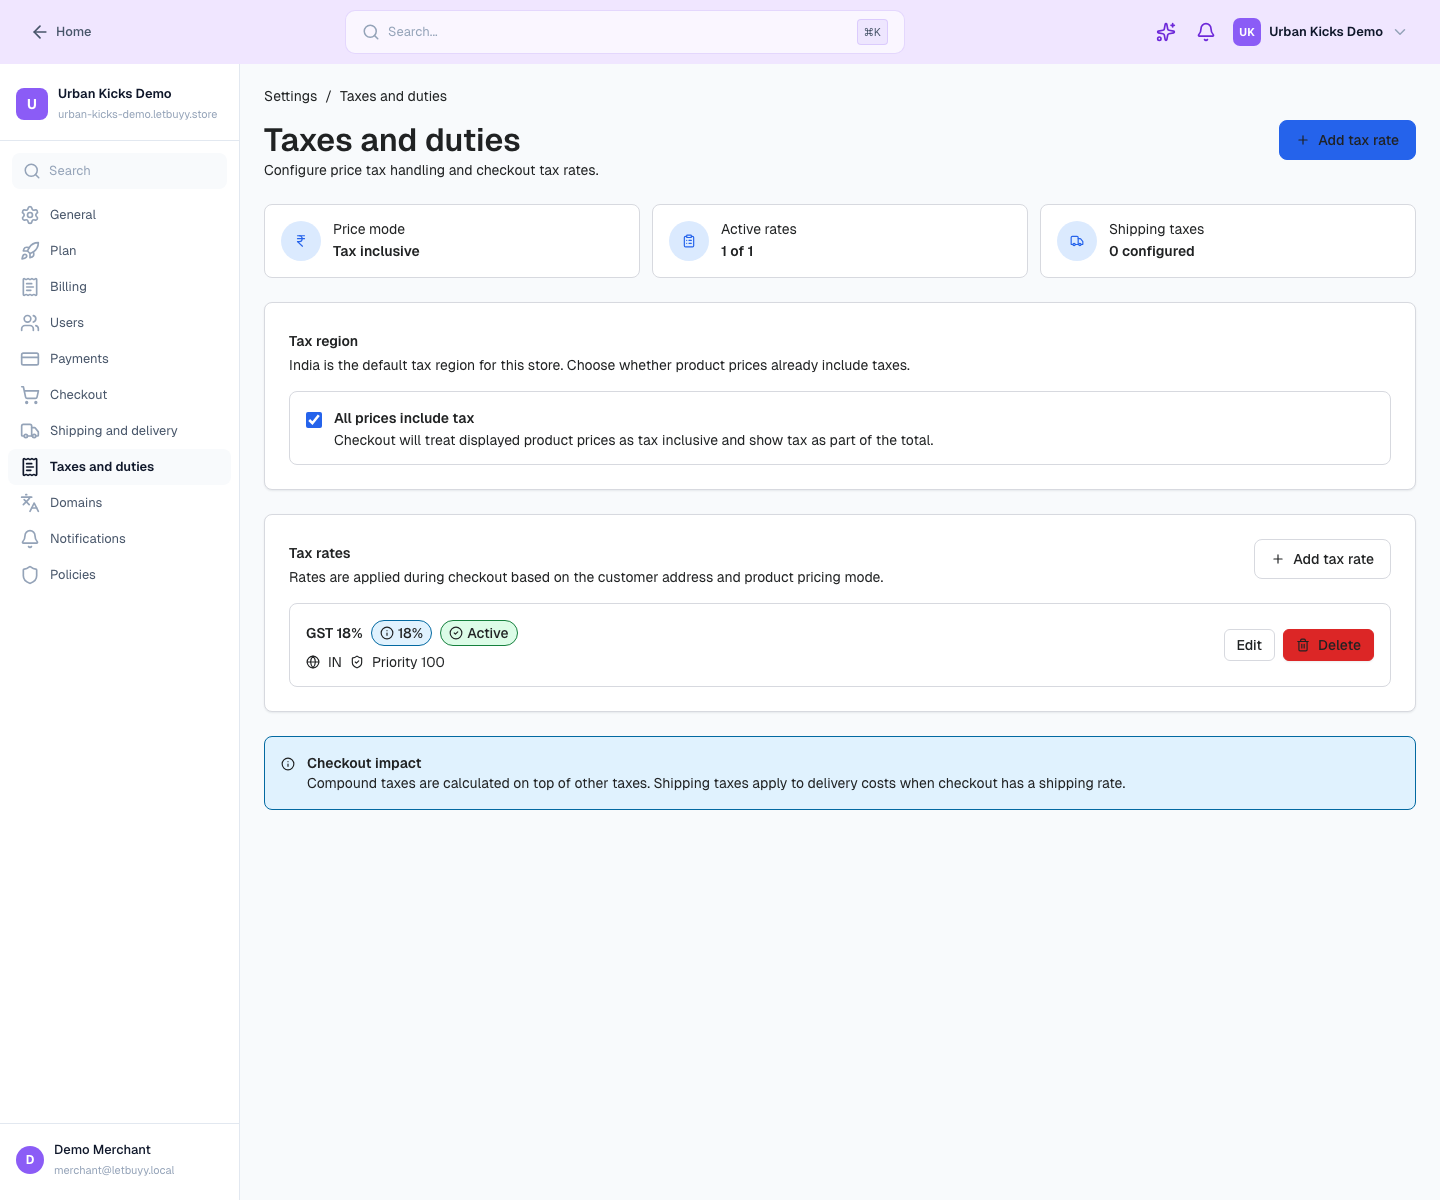 Home
Search...
⌘K
UK
Urban Kicks Demo
U
Urban Kicks Demo
urban-kicks-demo.letbuyy.store
Search
General
Plan
Billing
Users
Payments
Checkout
Shipping and delivery
Taxes and duties
Domains
Notifications
Policies
D
Demo Merchant
merchant@letbuyy.local
Settings / Taxes and duties
Taxes and duties
Configure price tax handling and checkout tax rates.
Add tax rate
₹
Price mode
Tax inclusive
Active rates
1 of 1
Shipping taxes
0 configured
Tax region
India is the default tax region for this store. Choose whether product prices already include taxes.
All prices include tax
Checkout will treat displayed product prices as tax inclusive and show tax as part of the total.
Tax rates
Rates are applied during checkout based on the customer address and product pricing mode.
Add tax rate
GST 18% 18% Active
IN Priority 100
Edit
Delete
Checkout impact
Compound taxes are calculated on top of other taxes. Shipping taxes apply to delivery costs when checkout has a shipping rate.